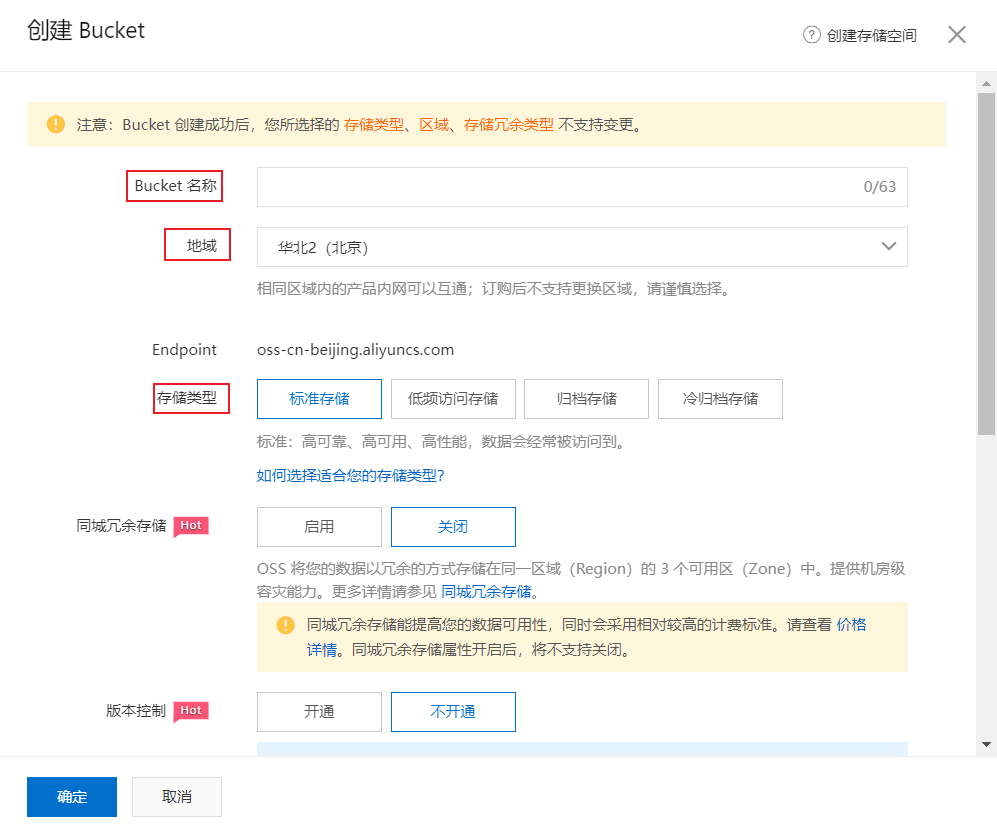 创建 Bucket
? 创建存储空间
注意：Bucket 创建成功后，您所选择的 存储类型、区域、存储冗余类型 不支持变更。
Bucket 名称
0/63
地域
华北2（北京）
相同区域内的产品内网可以互通；订购后不支持更换区域，请谨慎选择。
Endpoint oss-cn-beijing.aliyuncs.com
存储类型 标准存储 低频访问存储 归档存储 冷归档存储
标准：高可靠、高可用、高性能，数据会经常被访问到。
如何选择适合您的存储类型？
同城冗余存储 Hot 启用 关闭
OSS 将您的数据以冗余的方式存储在同一区域（Region）的 3 个可用区（Zone）中。提供机房级
容灾能力。更多详情请参见 同城冗余存储。
同城冗余存储能提高您的数据可用性，同时会采用相对较高的计费标准。请查看 价格
详情。同城冗余存储属性开启后，将不支持关闭。
版本控制 Hot 开通 不开通
确定 取消